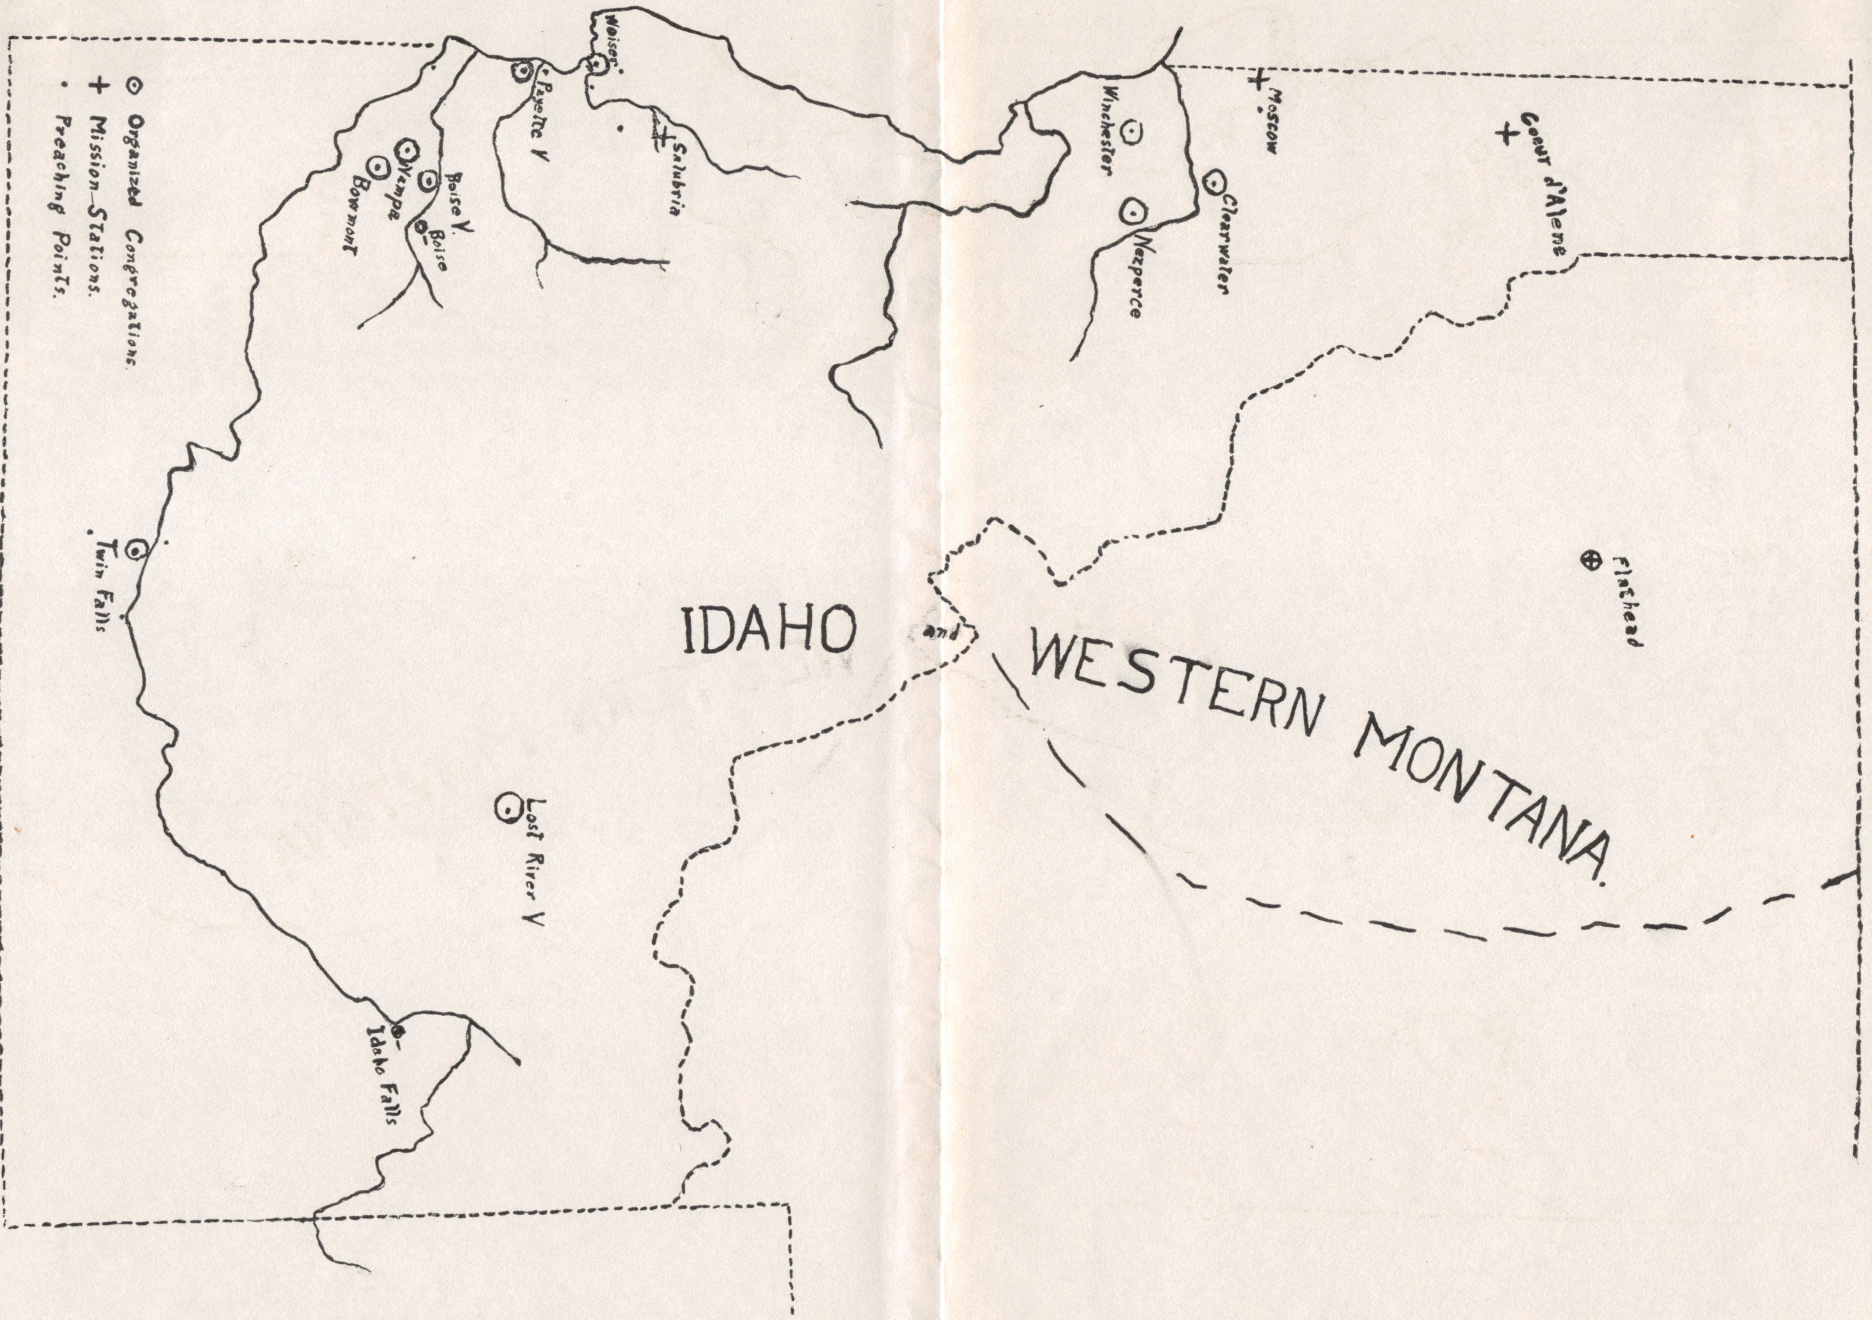 IDAHO
and
WESTERN MONTANA.
Coeur d'Alene
Moscow
Flathead
Clearwater
Winchester
Nezperce
Weiser
Salubria
Payette V
Boise V.
Boise
Nampa
Bowmont
Lost River V
Idaho Falls
Twin Falls
Organized Congregations.
Mission Stations.
Preaching Points.